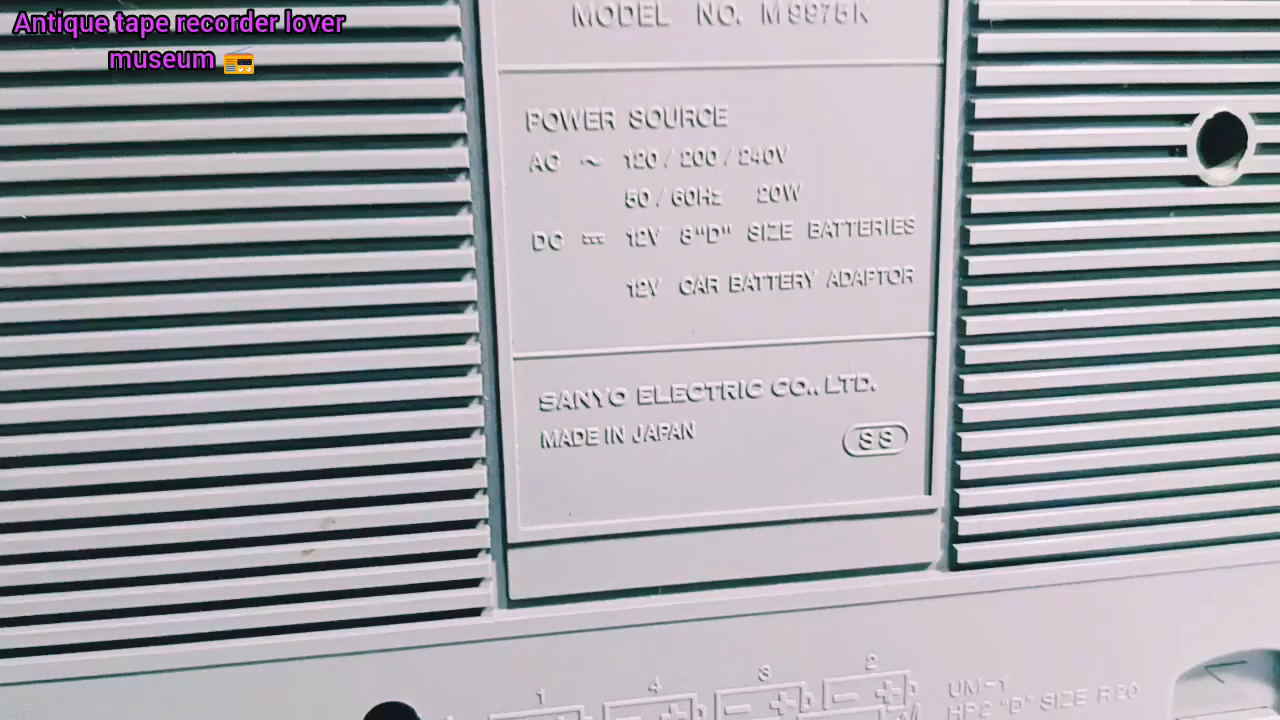 Antique tape recorder lover
museum 📻
MODEL NO. M9975K
POWER SOURCE
AC ~ 120 / 200 / 240V
50 / 60Hz 20W
DC ⎓ 12V 8"D" SIZE BATTERIES
12V CAR BATTERY ADAPTOR
SANYO ELECTRIC CO., LTD.
MADE IN JAPAN
SS
1 4 3 2
UM-1
HP2 "D" SIZE R20